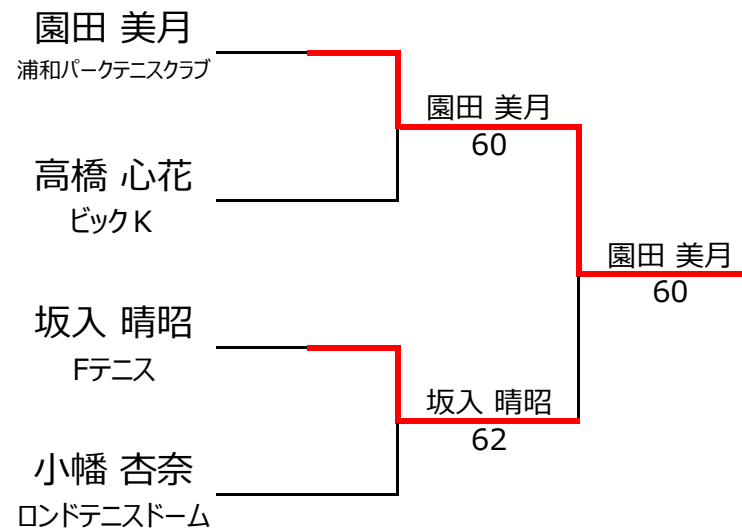 園田 美月
浦和パークテニスクラブ
高橋 心花
ビックK
坂入 晴昭
Fテニス
小幡 杏奈
ロンドテニスドーム
園田 美月
60
坂入 晴昭
62
園田 美月
60